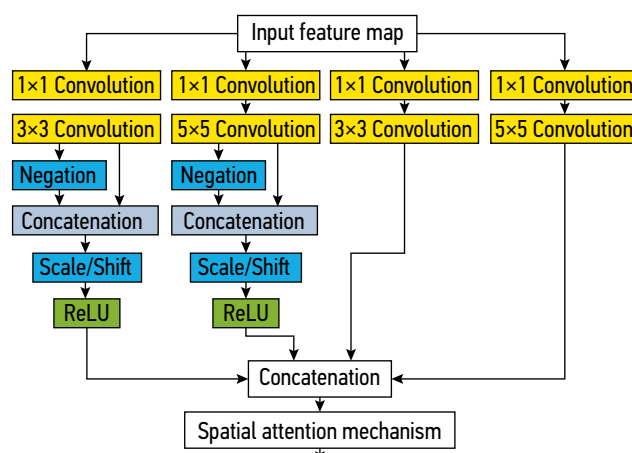 Input feature map
1×1 Convolution
1×1 Convolution
1×1 Convolution
1×1 Convolution
3×3 Convolution
5×5 Convolution
3×3 Convolution
5×5 Convolution
Negation
Negation
Concatenation
Concatenation
Scale/Shift
Scale/Shift
ReLU
ReLU
Concatenation
Spatial attention mechanism